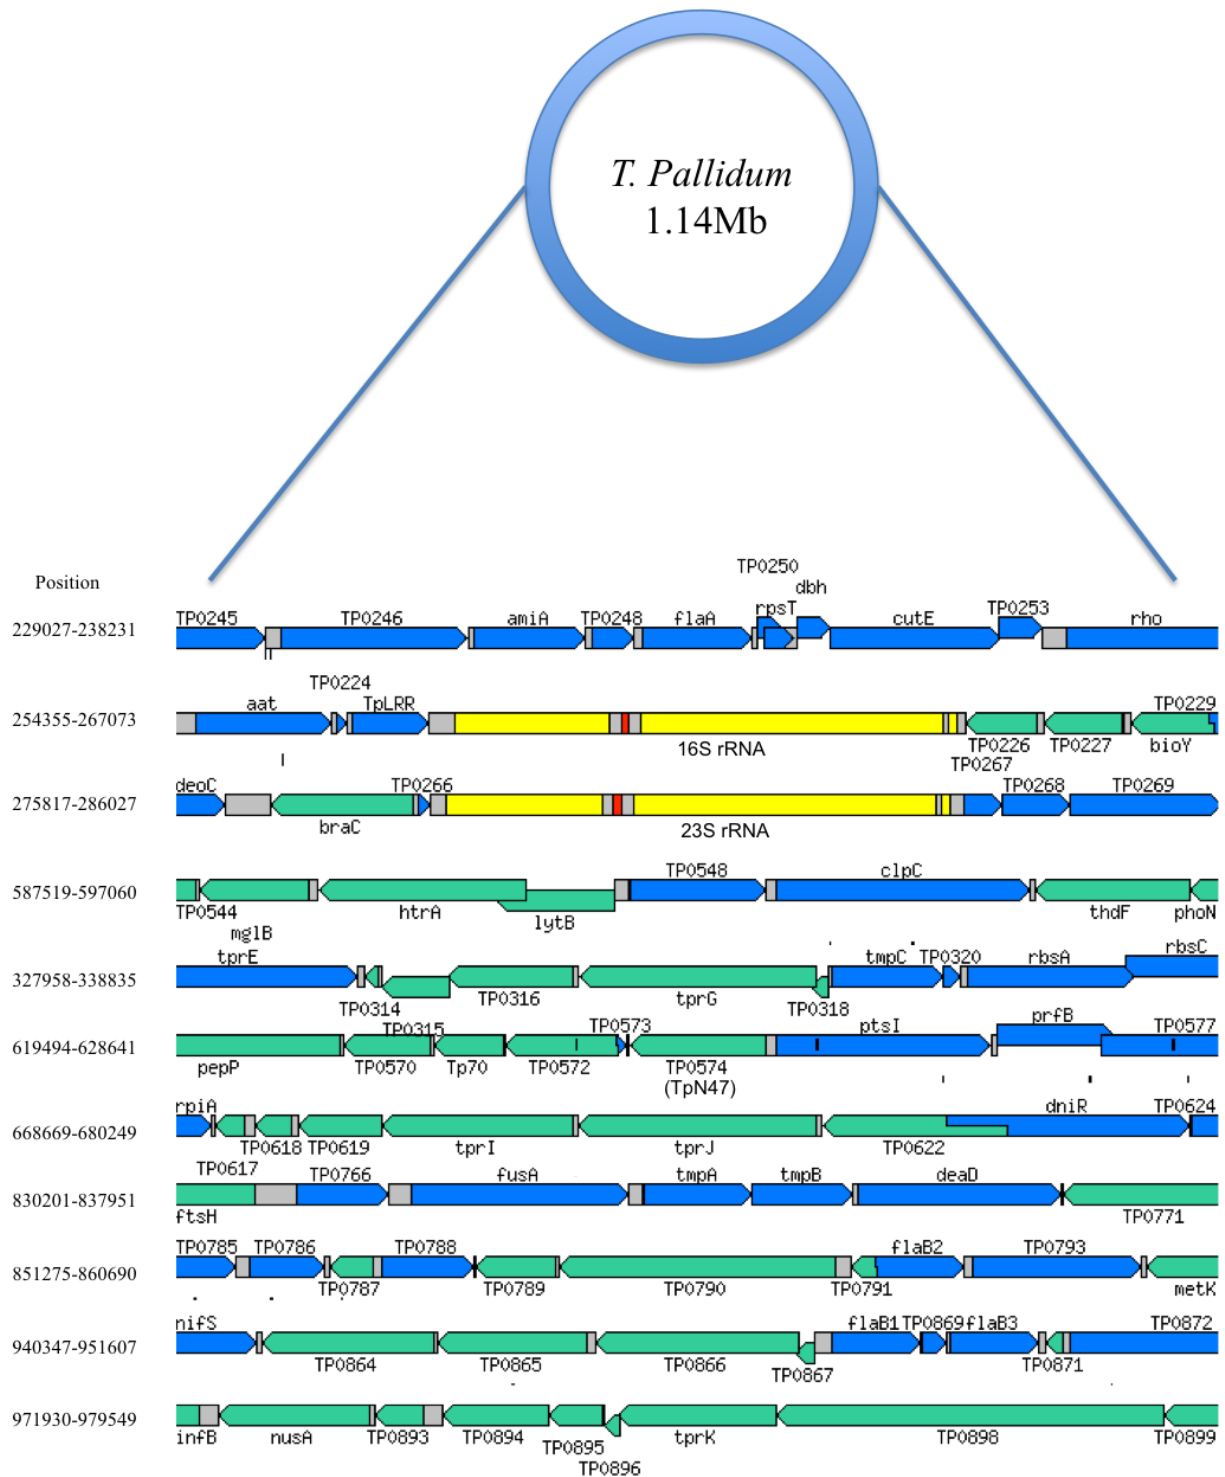 T. Pallidum
1.14Mb
Position
TP0250
dbh
229027-238231
TP0245 TP0246 amiA TP0248 flaA rpsT cutE TP0253 rho
TP0224
254355-267073
aat TpLRR TP0229
16S rRNA TP0226 TP0227 bioY
TP0267
275817-286027
deoC TP0266 TP0268 TP0269
braC 23S rRNA
587519-597060
TP0548 clpC
TP0544 htrA lytB thdF phoN
mglB
327958-338835
tprE tmpC TP0320 rbsA rbsC
TP0314 TP0316 tprG TP0318
TP0315
619494-628641
TP0573 ptsI prfB TP0577
pepP TP0570 Tp70 TP0572 TP0574
(TpN47)
668669-680249
rpiA dniR TP0624
TP0618 TP0619 tprI tprJ TP0622
TP0617
830201-837951
TP0766 fusA tmpA tmpB deaD
ftsH TP0771
851275-860690
TP0785 TP0786 TP0788 flaB2 TP0793
TP0787 TP0789 TP0790 TP0791 metK
940347-951607
nifS flaB1 TP0869 flaB3 TP0872
TP0864 TP0865 TP0866 TP0867 TP0871
971930-979549
infB nusA TP0893 TP0894 TP0895 tprK TP0898 TP0899
TP0896